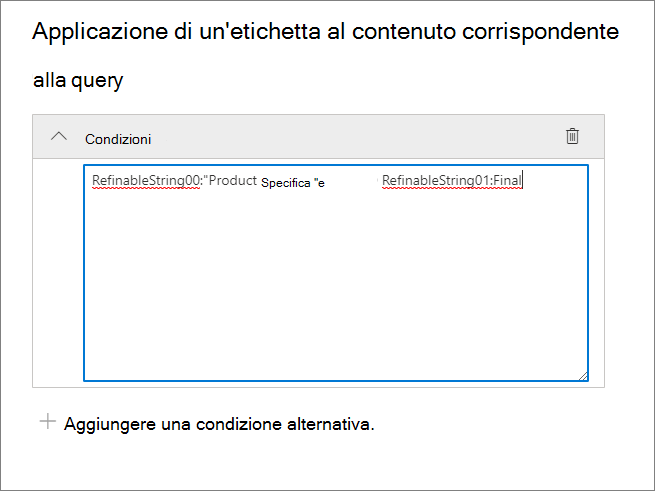 Applicazione di un'etichetta al contenuto corrispondente
alla query
Condizioni
RefinableString00:"Product Specifica "e RefinableString01:Final
Aggiungere una condizione alternativa.